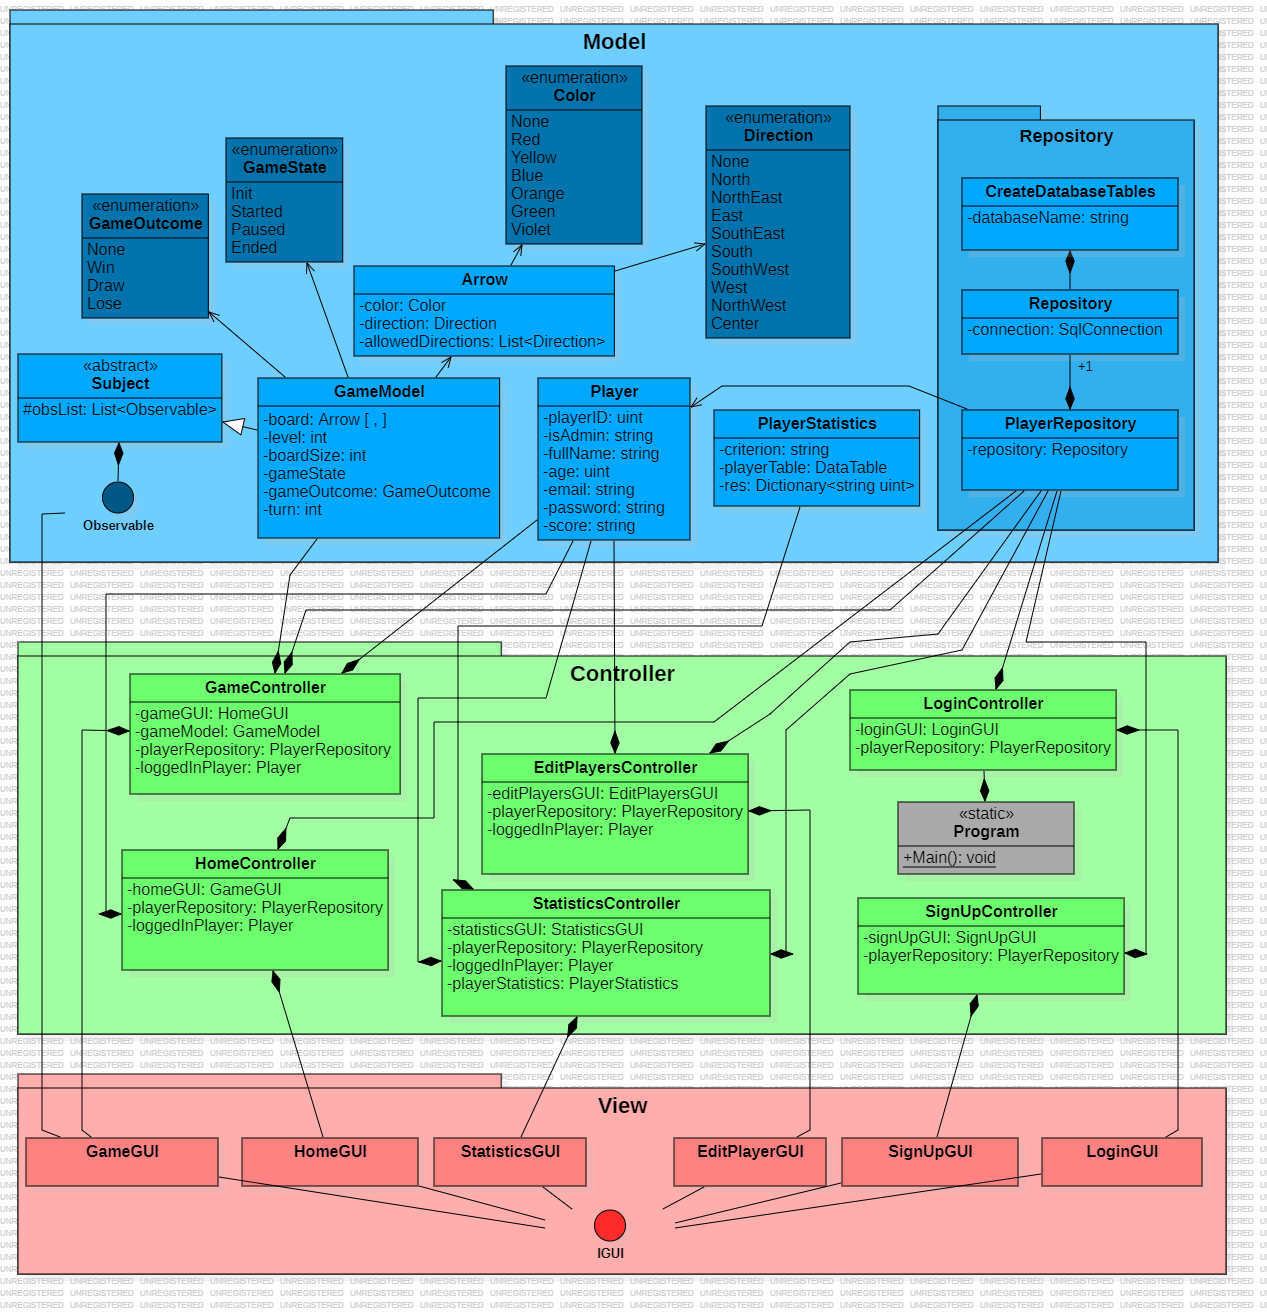 Model
«enumeration»
Color
None
Red
Yellow
Blue
Orange
Green
Violet
«enumeration»
Direction
None
North
NorthEast
East
SouthEast
South
SouthWest
West
NorthWest
Center
«enumeration»
GameState
Init
Started
Paused
Ended
«enumeration»
GameOutcome
None
Win
Draw
Lose
Arrow
-color: Color
-direction: Direction
-allowedDirections: List<Direction>
Repository
CreateDatabaseTables
-databaseName: string
Repository
-connection: SqlConnection
+1
PlayerRepository
-repository: Repository
«abstract»
Subject
#obsList: List<Observable>
Observable
GameModel
-board: Arrow [ , ]
-level: int
-boardSize: int
-gameState
-gameOutcome: GameOutcome
-turn: int
Player
-playerID: uint
-isAdmin: string
-fullName: string
-age: uint
-email: string
-password: string
-score: string
PlayerStatistics
-criterion: string
-playerTable: DataTable
-res: Dictionary<string uint>
Controller
GameController
-gameGUI: HomeGUI
-gameModel: GameModel
-playerRepository: PlayerRepository
-loggedInPlayer: Player
LoginController
-loginGUI: LoginGUI
-playerRepository: PlayerRepository
EditPlayersController
-editPlayersGUI: EditPlayersGUI
-playerRepository: PlayerRepository
-loggedInPlayer: Player
«static»
Program
+Main(): void
HomeController
-homeGUI: GameGUI
-playerRepository: PlayerRepository
-loggedInPlayer: Player
StatisticsController
-statisticsGUI: StatisticsGUI
-playerRepository: PlayerRepository
-loggedInPlayer: Player
-playerStatistics: PlayerStatistics
SignUpController
-signUpGUI: SignUpGUI
-playerRepository: PlayerRepository
View
GameGUI
HomeGUI
StatisticsGUI
EditPlayerGUI
SignUpGUI
LoginGUI
IGUI
UNREGISTERED